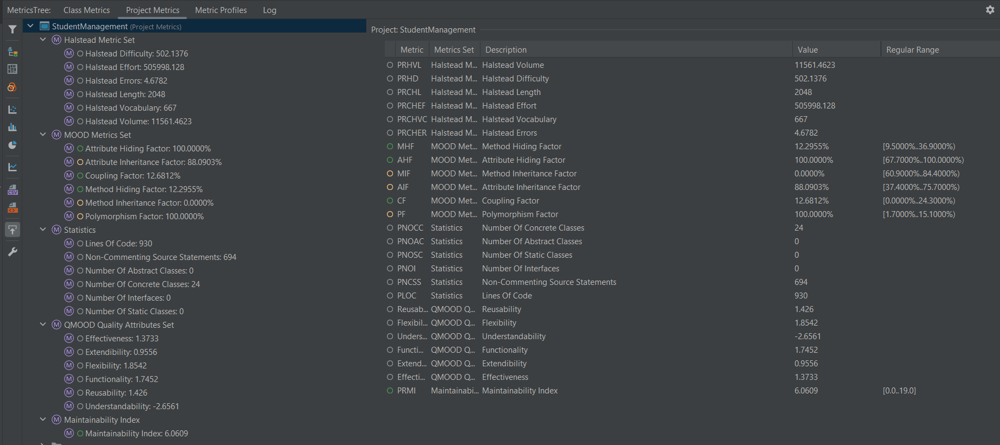 MetricsTree: Class Metrics Project Metrics Metric Profiles Log
StudentManagement (Project Metrics)
Halstead Metric Set
Halstead Difficulty: 502.1376
Halstead Effort: 505998.128
Halstead Errors: 4.6782
Halstead Length: 2048
Halstead Vocabulary: 667
Halstead Volume: 11561.4623
MOOD Metrics Set
Attribute Hiding Factor: 100.0000%
Attribute Inheritance Factor: 88.0903%
Coupling Factor: 12.6812%
Method Hiding Factor: 12.2955%
Method Inheritance Factor: 0.0000%
Polymorphism Factor: 100.0000%
Statistics
Lines Of Code: 930
Non-Commenting Source Statements: 694
Number Of Abstract Classes: 0
Number Of Concrete Classes: 24
Number Of Interfaces: 0
Number Of Static Classes: 0
QMOOD Quality Attributes Set
Effectiveness: 1.3733
Extendibility: 0.9556
Flexibility: 1.8542
Functionality: 1.7452
Reusability: 1.426
Understandability: -2.6561
Maintainability Index
Maintainability Index: 6.0609
Project: StudentManagement
Metric Metrics Set Description Value Regular Range
PRHVL Halstead M... Halstead Volume 11561.4623
PRHD Halstead M... Halstead Difficulty 502.1376
PRCHL Halstead M... Halstead Length 2048
PRCHEF Halstead M... Halstead Effort 505998.128
PRCHVC Halstead M... Halstead Vocabulary 667
PRCHER Halstead M... Halstead Errors 4.6782
MHF MOOD Met... Method Hiding Factor 12.2955% [9.5000%..36.9000%)
AHF MOOD Met... Attribute Hiding Factor 100.0000% [67.7000%..100.0000%)
MIF MOOD Met... Method Inheritance Factor 0.0000% [60.9000%..84.4000%)
AIF MOOD Met... Attribute Inheritance Factor 88.0903% [37.4000%..75.7000%)
CF MOOD Met... Coupling Factor 12.6812% [0.0000%..24.3000%)
PF MOOD Met... Polymorphism Factor 100.0000% [1.7000%..15.1000%)
PNOCC Statistics Number Of Concrete Classes 24
PNOAC Statistics Number Of Abstract Classes 0
PNOSC Statistics Number Of Static Classes 0
PNOI Statistics Number Of Interfaces 0
PNCSS Statistics Non-Commenting Source Statements 694
PLOC Statistics Lines Of Code 930
Reusab... QMOOD Q... Reusability 1.426
Flexibil... QMOOD Q... Flexibility 1.8542
Unders... QMOOD Q... Understandability -2.6561
Functi... QMOOD Q... Functionality 1.7452
Extend... QMOOD Q... Extendibility 0.9556
Effecti... QMOOD Q... Effectiveness 1.3733
PRMI Maintainabi... Maintainability Index 6.0609 [0.0..19.0]